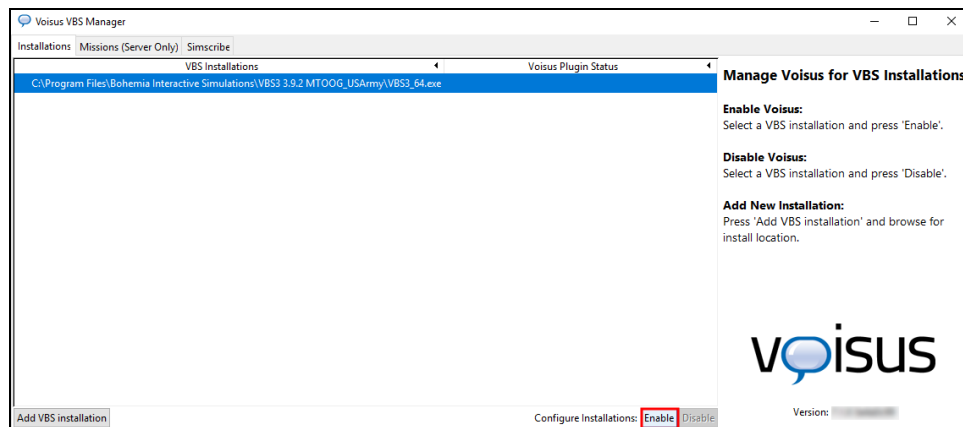 Voisus VBS Manager
Installations Missions (Server Only) Simscribe
VBS Installations Voisus Plugin Status
C:\Program Files\Bohemia Interactive Simulations\VBS3 3.9.2 MTOOG_USArmy\VBS3_64.exe
Manage Voisus for VBS Installations
Enable Voisus:
Select a VBS installation and press 'Enable'.
Disable Voisus:
Select a VBS installation and press 'Disable'.
Add New Installation:
Press 'Add VBS installation' and browse for
install location.
voisus
Version:
Add VBS installation Configure Installations: Enable Disable